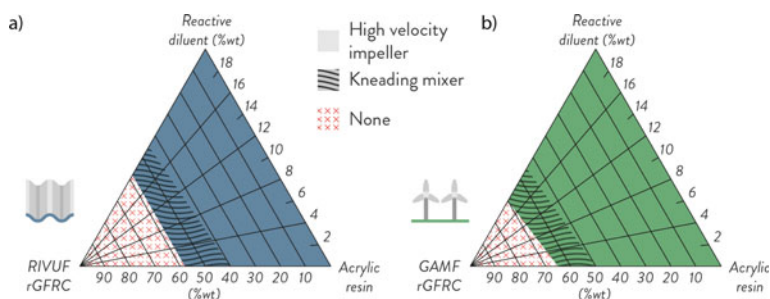 a)
Reactive
diluent (%wt)
18
16
14
12
10
8
6
4
2
RIVUF
rGFRC
90 80 70 60 50 40 30 20 10
(%wt)
Acrylic
resin
High velocity
impeller
Kneading mixer
None
b)
Reactive
diluent (%wt)
18
16
14
12
10
8
6
4
2
GAMF
rGFRC
90 80 70 60 50 40 30 20 10
(%wt)
Acrylic
resin